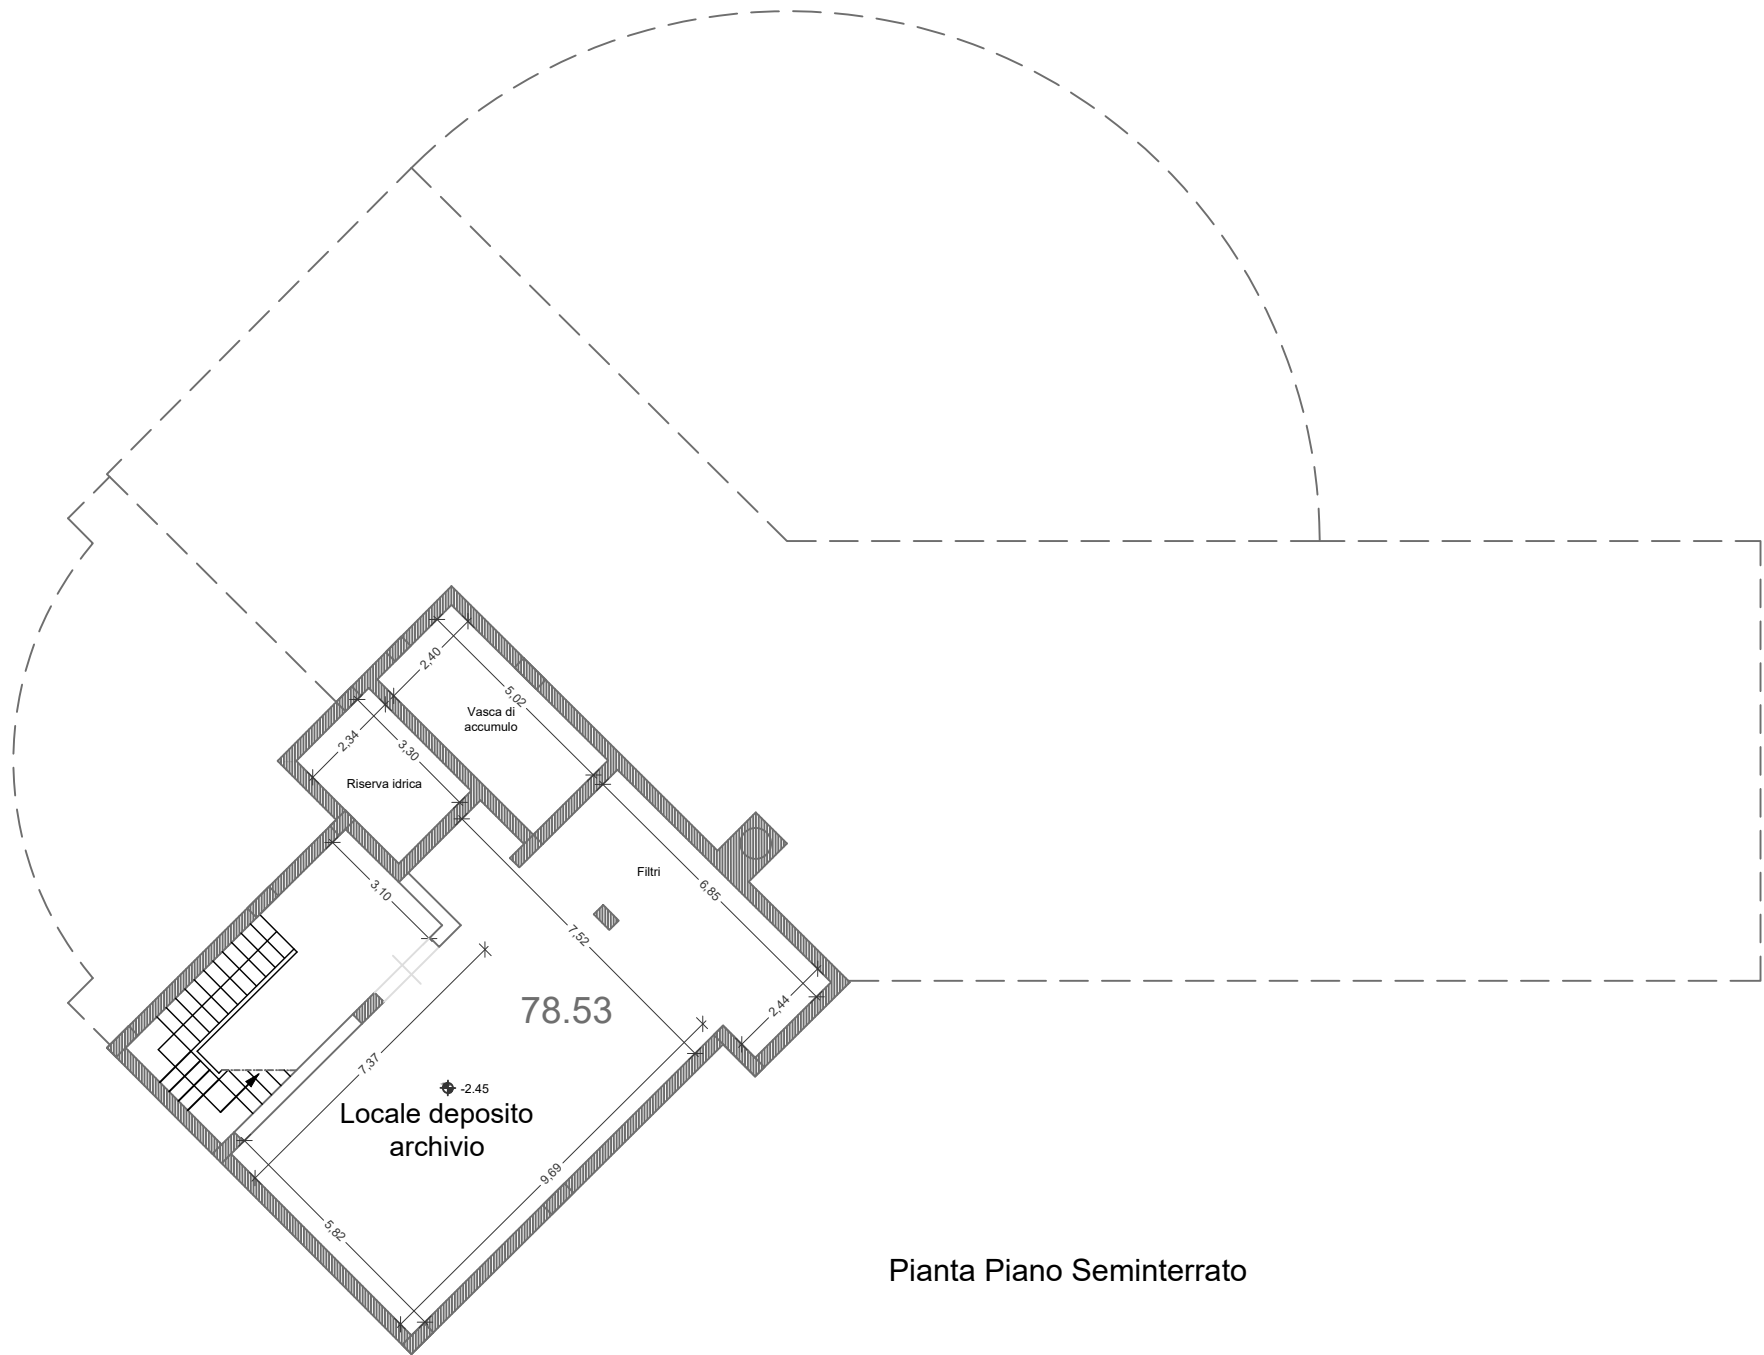 2,40
5,02
Vasca di
accumulo
2,34
3,30
Riserva idrica
Filtri
3,10
6,85
7,52
78.53
2,44
7,37
-2.45
Locale deposito
archivio
9,69
5,82
Pianta Piano Seminterrato